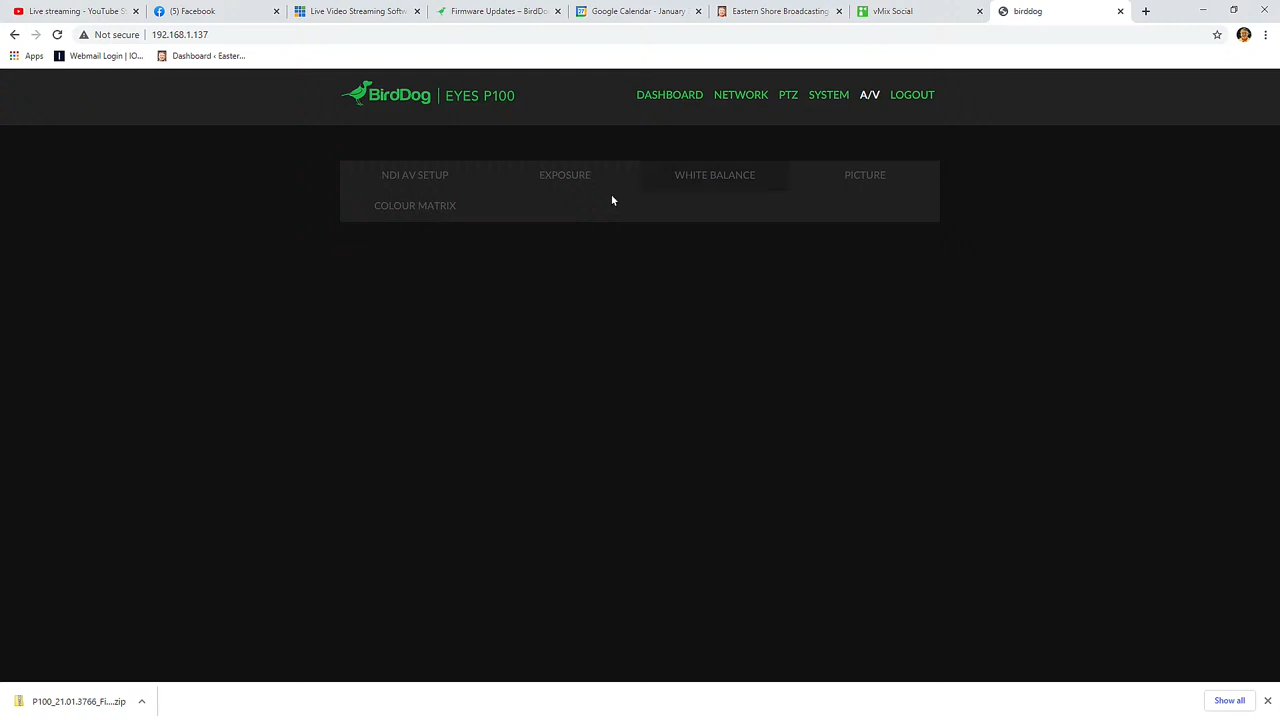 Live streaming - YouTube S
(5) Facebook
Live Video Streaming Softw
Firmware Updates – BirdDo
Google Calendar - January
Eastern Shore Broadcasting
vMix Social
birddog
Not secure | 192.168.1.137
Apps
Webmail Login | IO...
Dashboard ‹ Easter...
BirdDog | EYES P100
DASHBOARD NETWORK PTZ SYSTEM A/V LOGOUT
NDI AV SETUP EXPOSURE WHITE BALANCE PICTURE
COLOUR MATRIX
P100_21.01.3766_Fi....zip
Show all